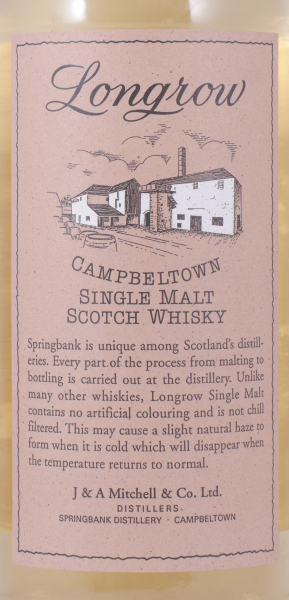 Longrow
CAMPBELTOWN
SINGLE MALT
SCOTCH WHISKY
Springbank is unique among Scotland's distill-
eries. Every part of the process from malting to
bottling is carried out at the distillery. Unlike
many other whiskies, Longrow Single Malt
contains no artificial colouring and is not chill
filtered. This may cause a slight natural haze to
form when it is cold which will disappear when
the temperature returns to normal.
J & A Mitchell & Co. Ltd.
DISTILLERS
SPRINGBANK DISTILLERY · CAMPBELTOWN